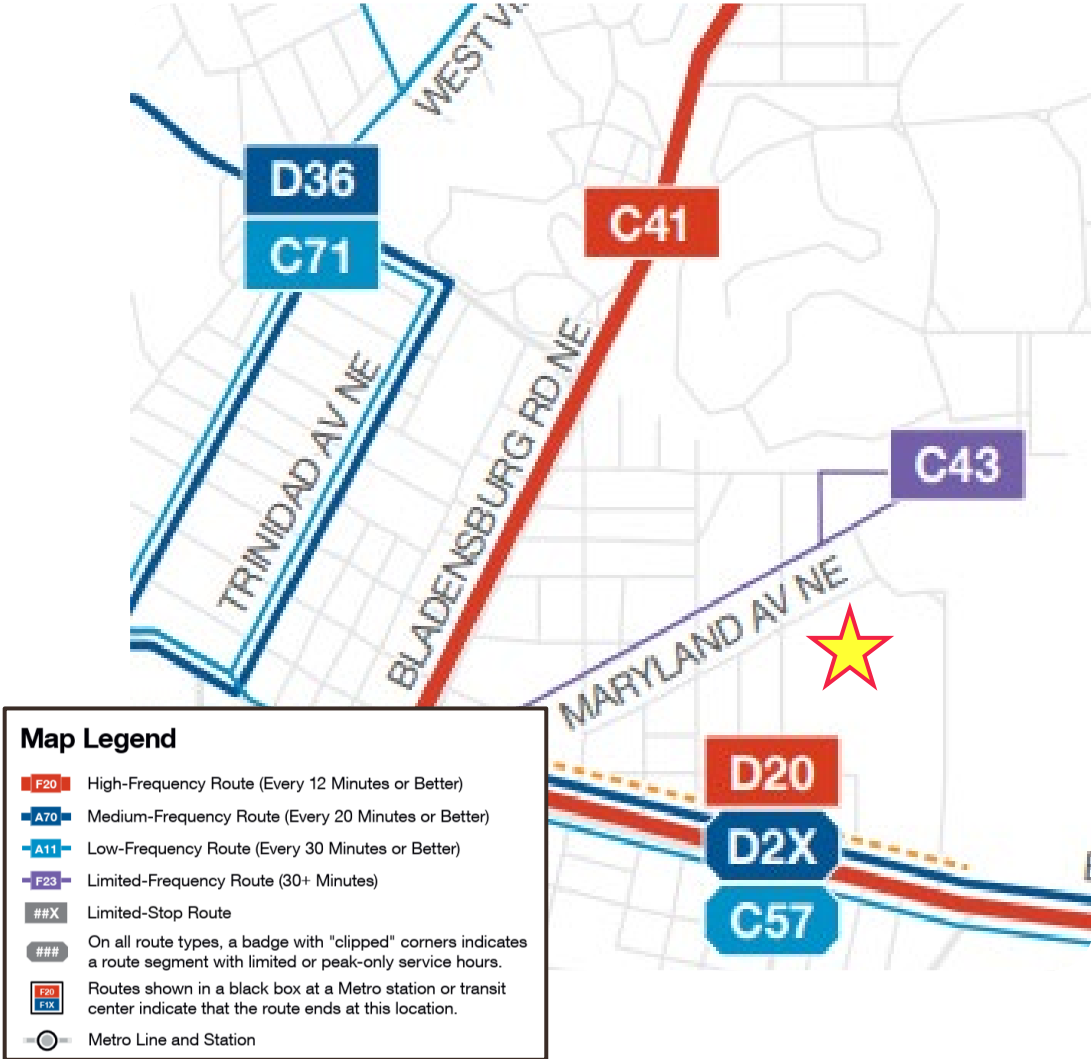 WEST VI
D36
C71
C41
TRINIDAD AV NE
BLADENSBURG RD NE
C43
MARYLAND AV NE
D20
D2X
C57
Map Legend
F20 High-Frequency Route (Every 12 Minutes or Better)
A70 Medium-Frequency Route (Every 20 Minutes or Better)
A11 Low-Frequency Route (Every 30 Minutes or Better)
F23 Limited-Frequency Route (30+ Minutes)
##X Limited-Stop Route
### On all route types, a badge with "clipped" corners indicates
a route segment with limited or peak-only service hours.
F20 Routes shown in a black box at a Metro station or transit
F1X center indicate that the route ends at this location.
Metro Line and Station